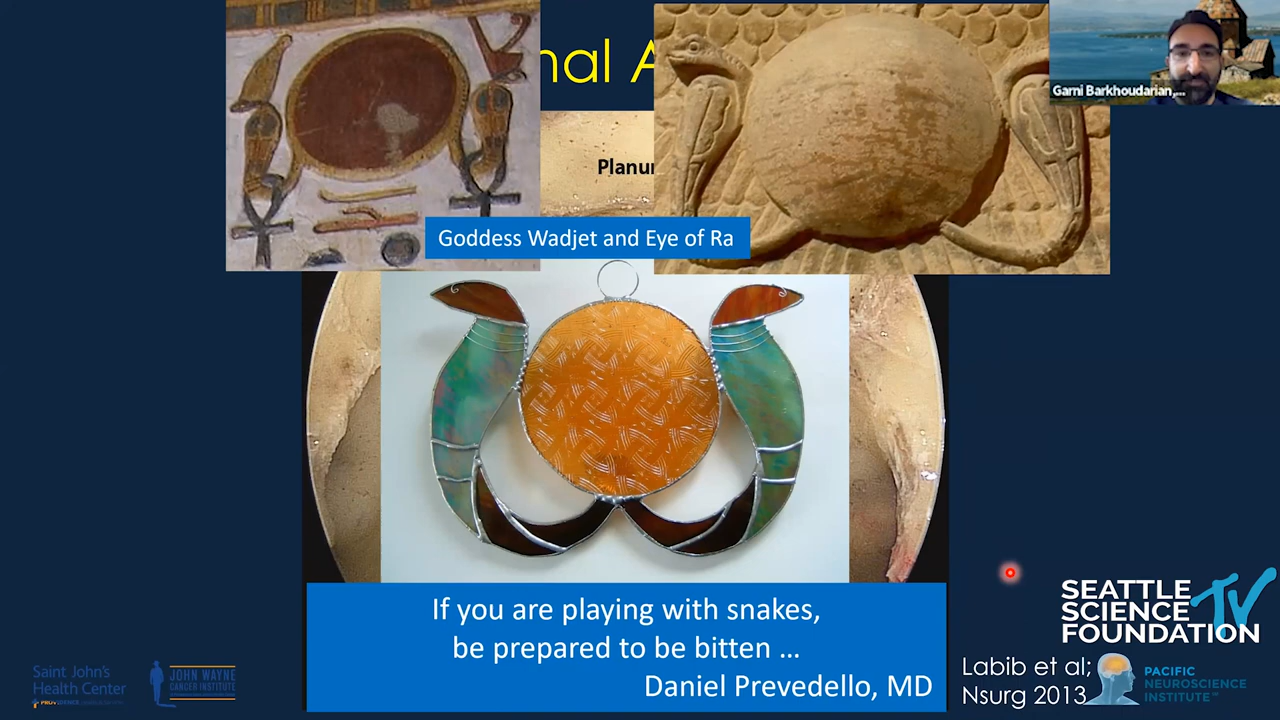 nal A
Garni Barkhoudarian,...
Planu
Goddess Wadjet and Eye of Ra
If you are playing with snakes,
be prepared to be bitten ...
Daniel Prevedello, MD
SEATTLE
SCIENCE TV
FOUNDATION
Labib et al;
Nsurg 2013
PACIFIC
NEUROSCIENCE
INSTITUTE
Saint John's
Health Center
PROVIDENCE
JOHN WAYNE
CANCER INSTITUTE